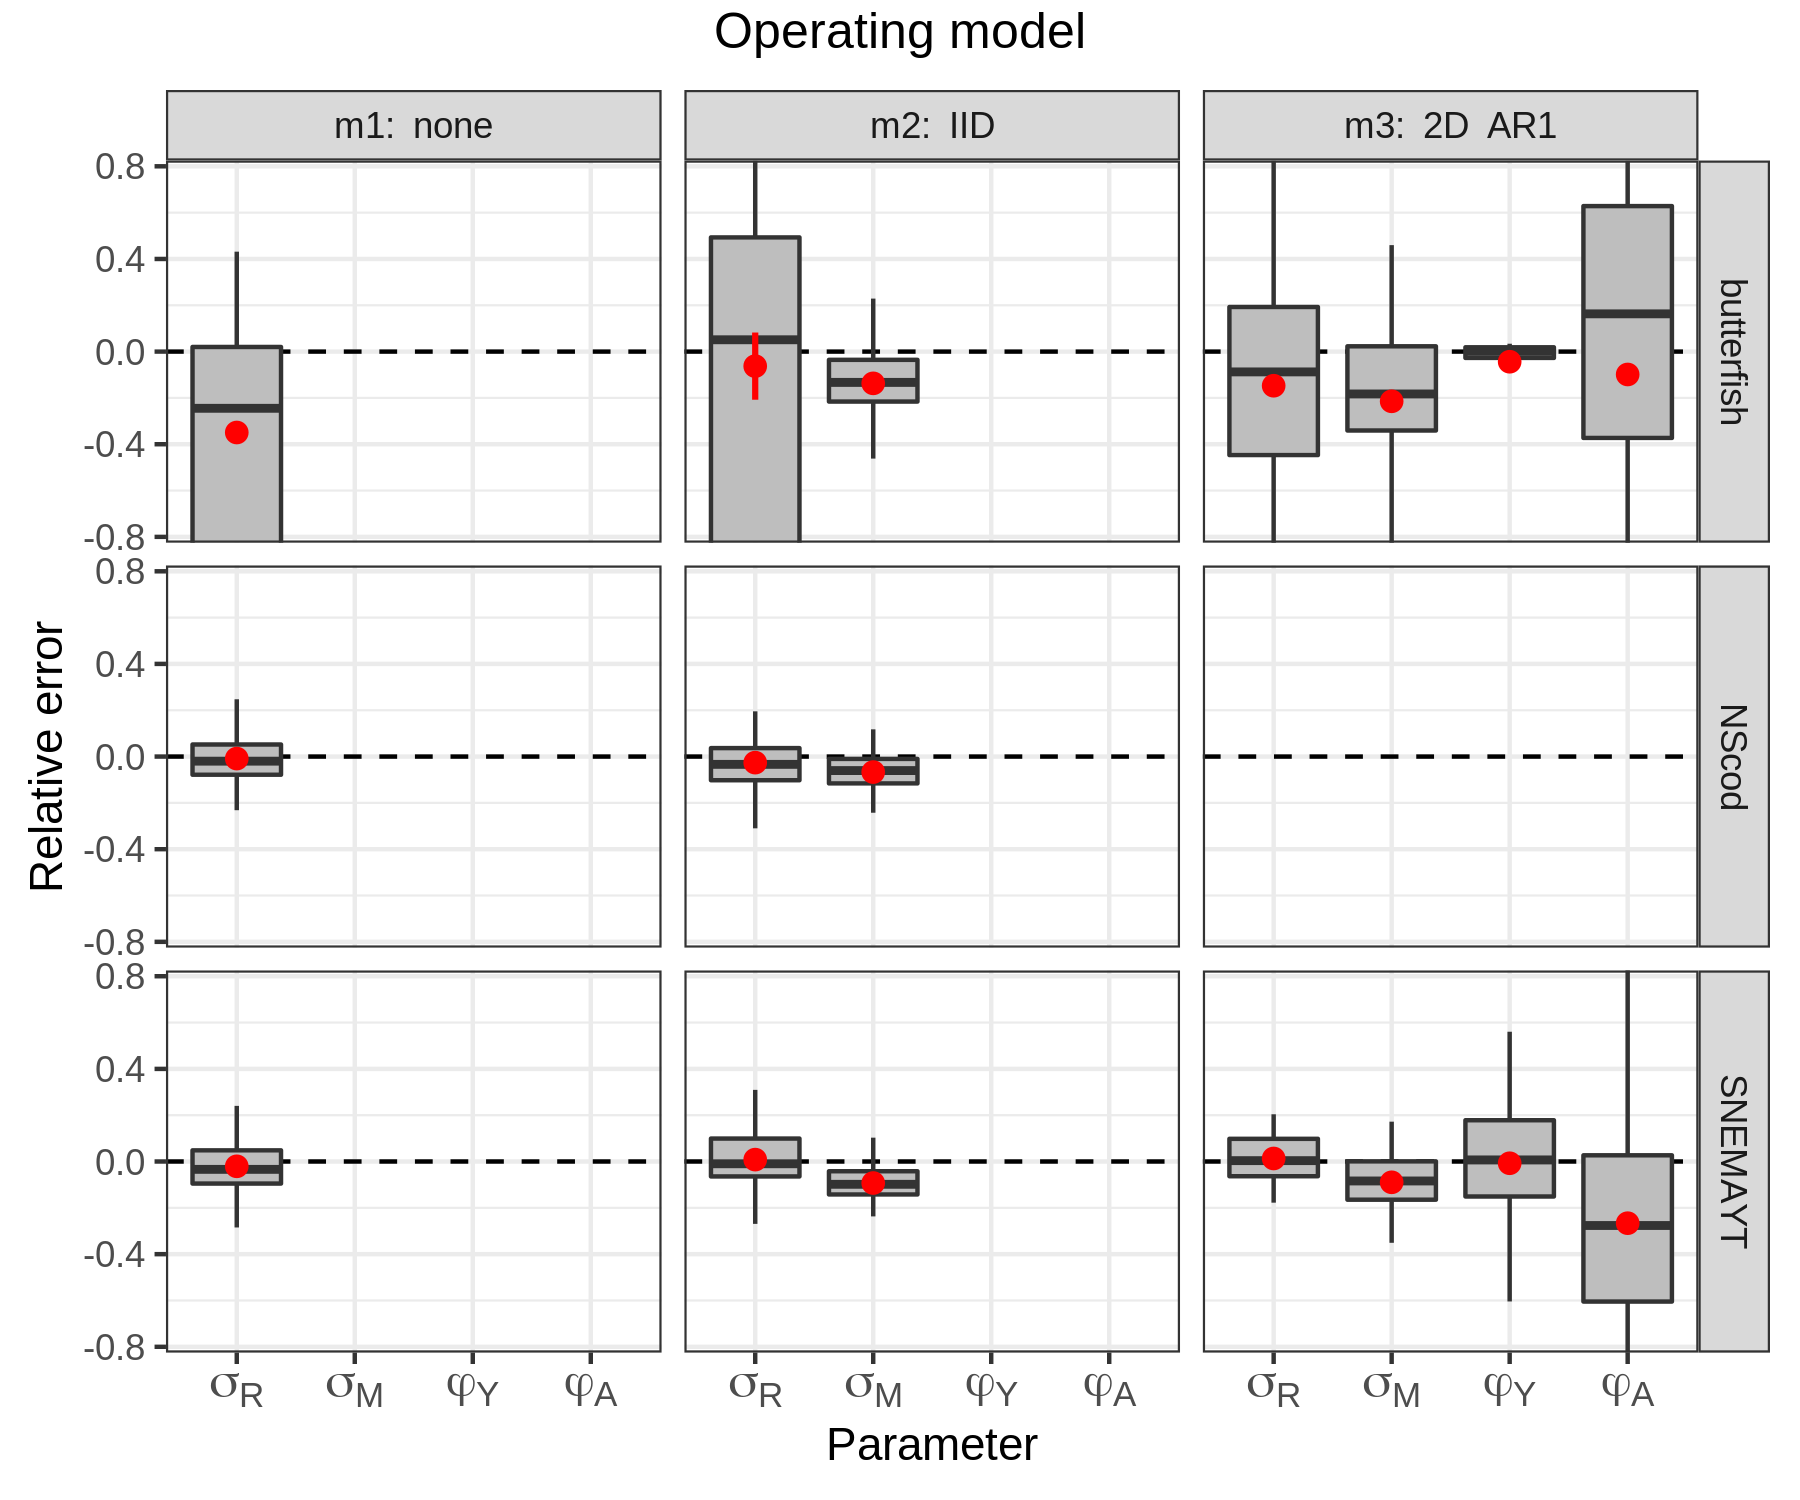 Operating model
m1: none
m2: IID
m3: 2D AR1
0.8
0.4
0.0
-0.4
-0.8
butterfish
0.8
0.4
0.0
-0.4
-0.8
NScod
0.8
0.4
0.0
-0.4
-0.8
SNEMAYT
Relative error
σR σM φY φA
σR σM φY φA
σR σM φY φA
Parameter